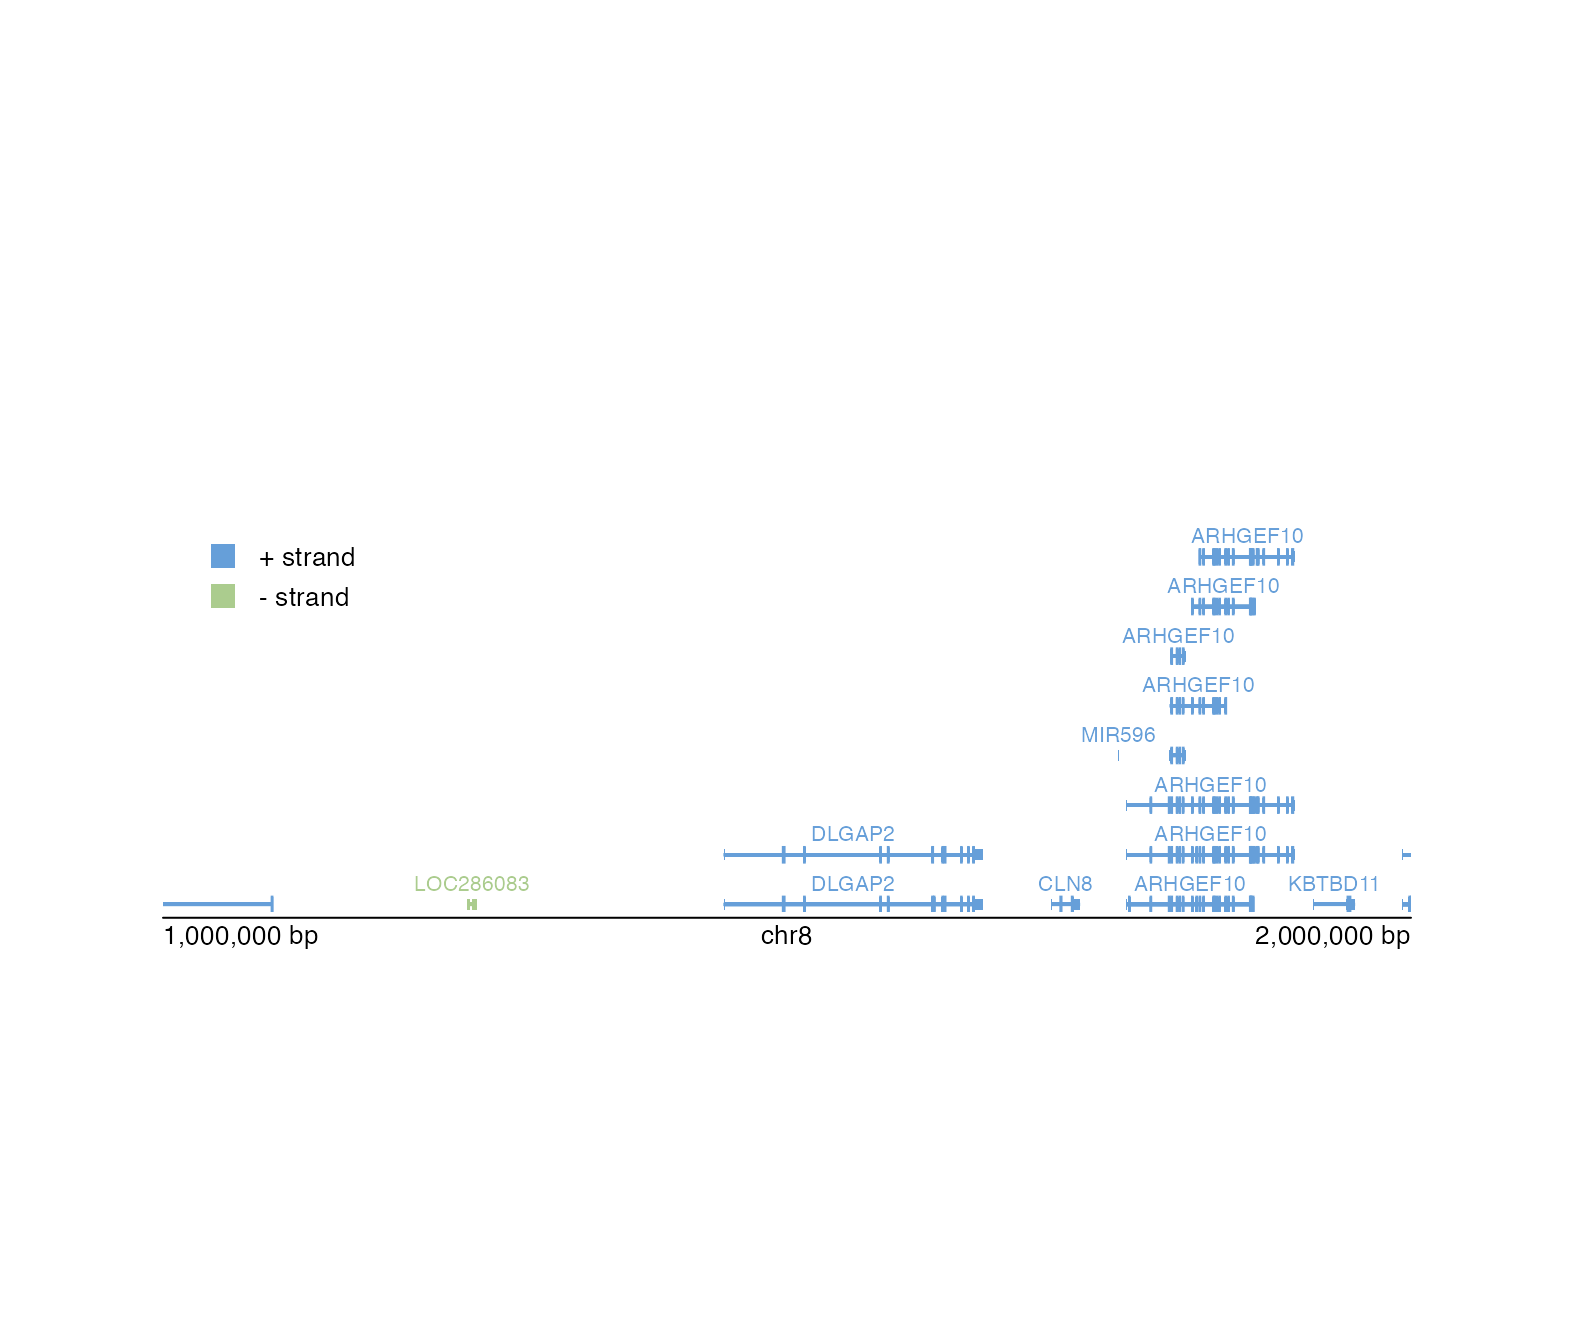 ARHGEF10
+ strand
ARHGEF10
- strand
ARHGEF10
ARHGEF10
MIR596
ARHGEF10
DLGAP2 ARHGEF10
LOC286083 DLGAP2 CLN8 ARHGEF10 KBTBD11
1,000,000 bp chr8 2,000,000 bp